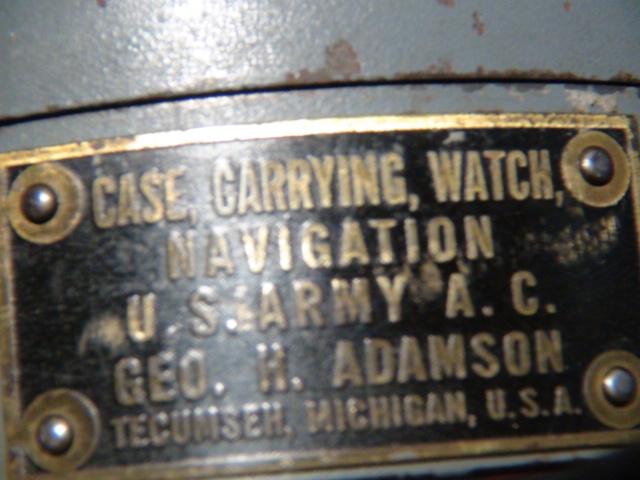 CASE, CARRYING, WATCH,
NAVIGATION
U.S. ARMY A. C.
GEO. H. ADAMSON
TECUMSEH, MICHIGAN, U.S.A.